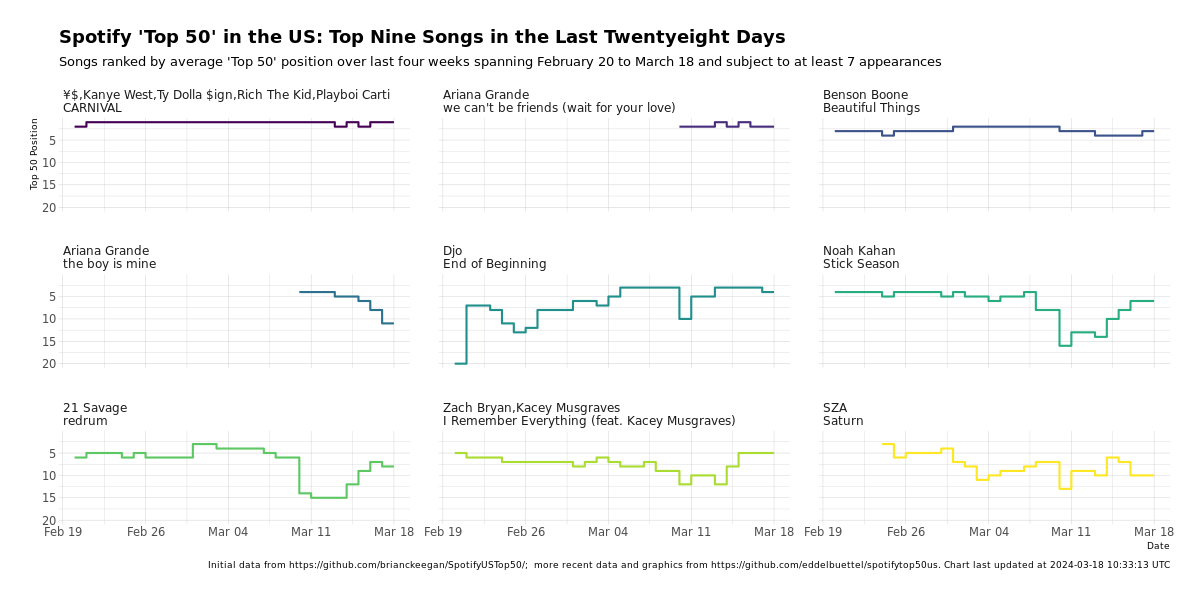 Spotify 'Top 50' in the US: Top Nine Songs in the Last Twentyeight Days
Songs ranked by average 'Top 50' position over last four weeks spanning February 20 to March 18 and subject to at least 7 appearances
¥$,Kanye West,Ty Dolla $ign,Rich The Kid,Playboi Carti
CARNIVAL
Ariana Grande
we can't be friends (wait for your love)
Benson Boone
Beautiful Things
Top 50 Position
5
10
15
20
Ariana Grande
the boy is mine
Djo
End of Beginning
Noah Kahan
Stick Season
5
10
15
20
21 Savage
redrum
Zach Bryan,Kacey Musgraves
I Remember Everything (feat. Kacey Musgraves)
SZA
Saturn
5
10
15
20
Feb 19 Feb 26 Mar 04 Mar 11 Mar 18 Feb 19 Feb 26 Mar 04 Mar 11 Mar 18 Feb 19 Feb 26 Mar 04 Mar 11 Mar 18
Date
Initial data from https://github.com/brianckeegan/SpotifyUSTop50/; more recent data and graphics from https://github.com/eddelbuettel/spotifytop50us. Chart last updated at 2024-03-18 10:33:13 UTC